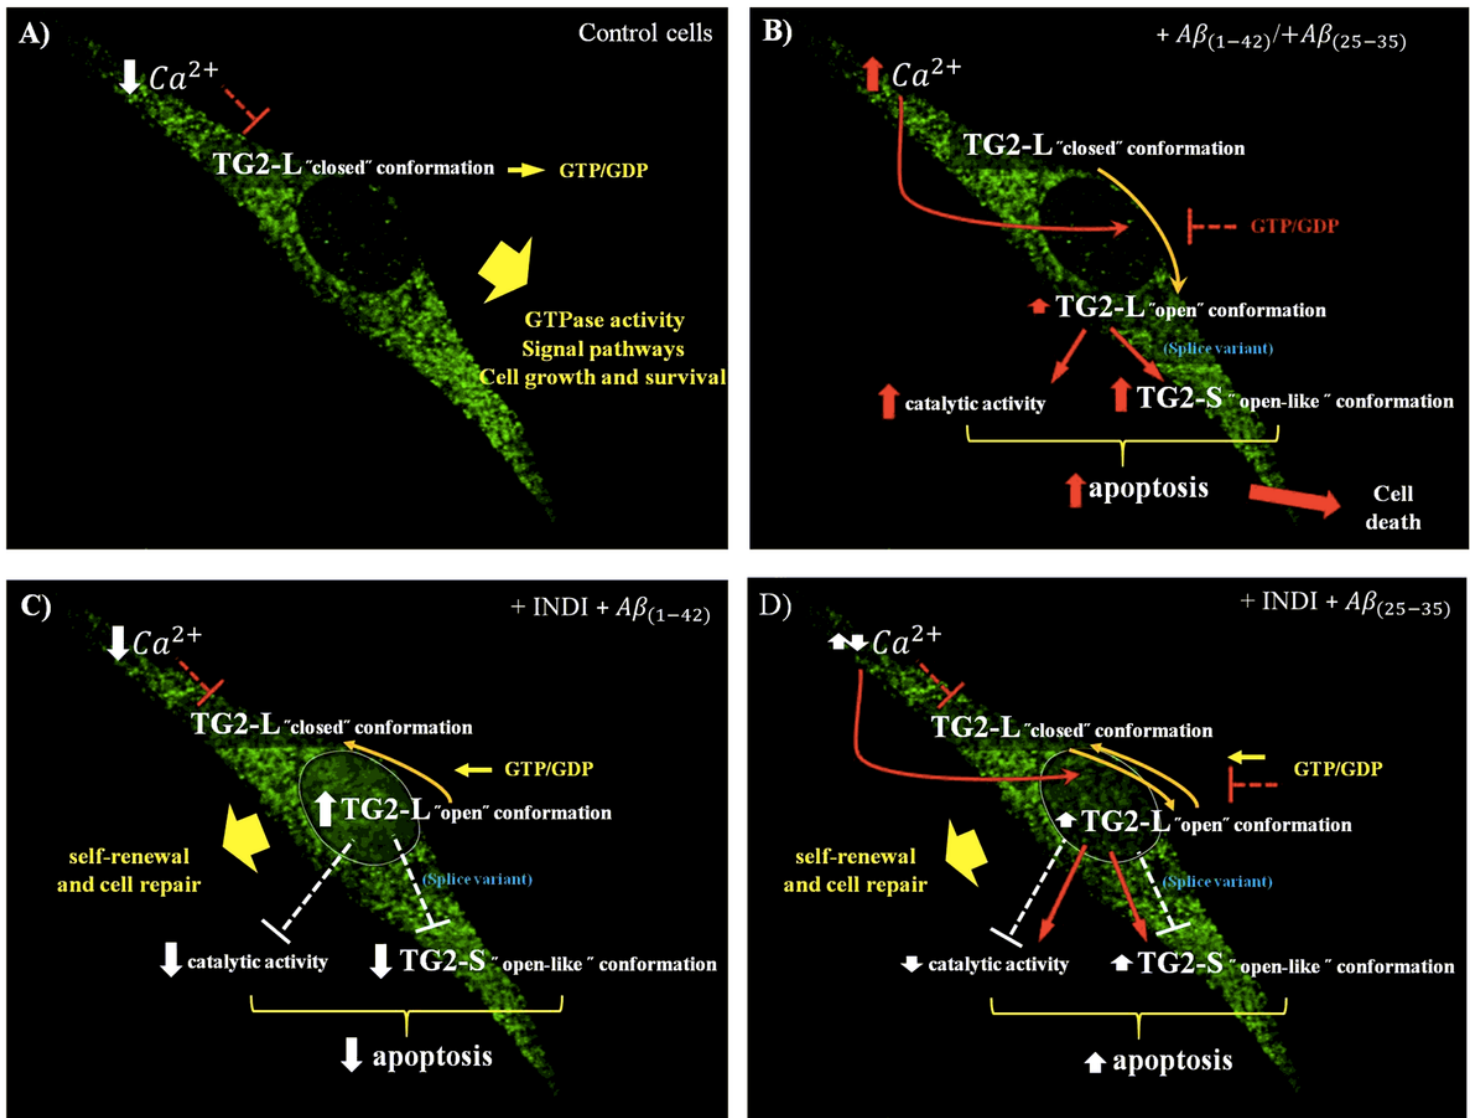 A)
Control cells
Ca²⁺
TG2-L "closed" conformation
GTP/GDP
GTPase activity
Signal pathways
Cell growth and survival
B)
+ Aβ(1−42)/+Aβ(25−35)
Ca²⁺
TG2-L "closed" conformation
GTP/GDP
TG2-L "open" conformation
(Splice variant)
catalytic activity
TG2-S "open-like" conformation
apoptosis
Cell
death
C)
+ INDI + Aβ(1−42)
Ca²⁺
TG2-L "closed" conformation
GTP/GDP
TG2-L "open" conformation
self-renewal
and cell repair
(Splice variant)
catalytic activity
TG2-S "open-like" conformation
apoptosis
D)
+ INDI + Aβ(25−35)
Ca²⁺
TG2-L "closed" conformation
GTP/GDP
TG2-L "open" conformation
self-renewal
and cell repair
(Splice variant)
catalytic activity
TG2-S "open-like" conformation
apoptosis